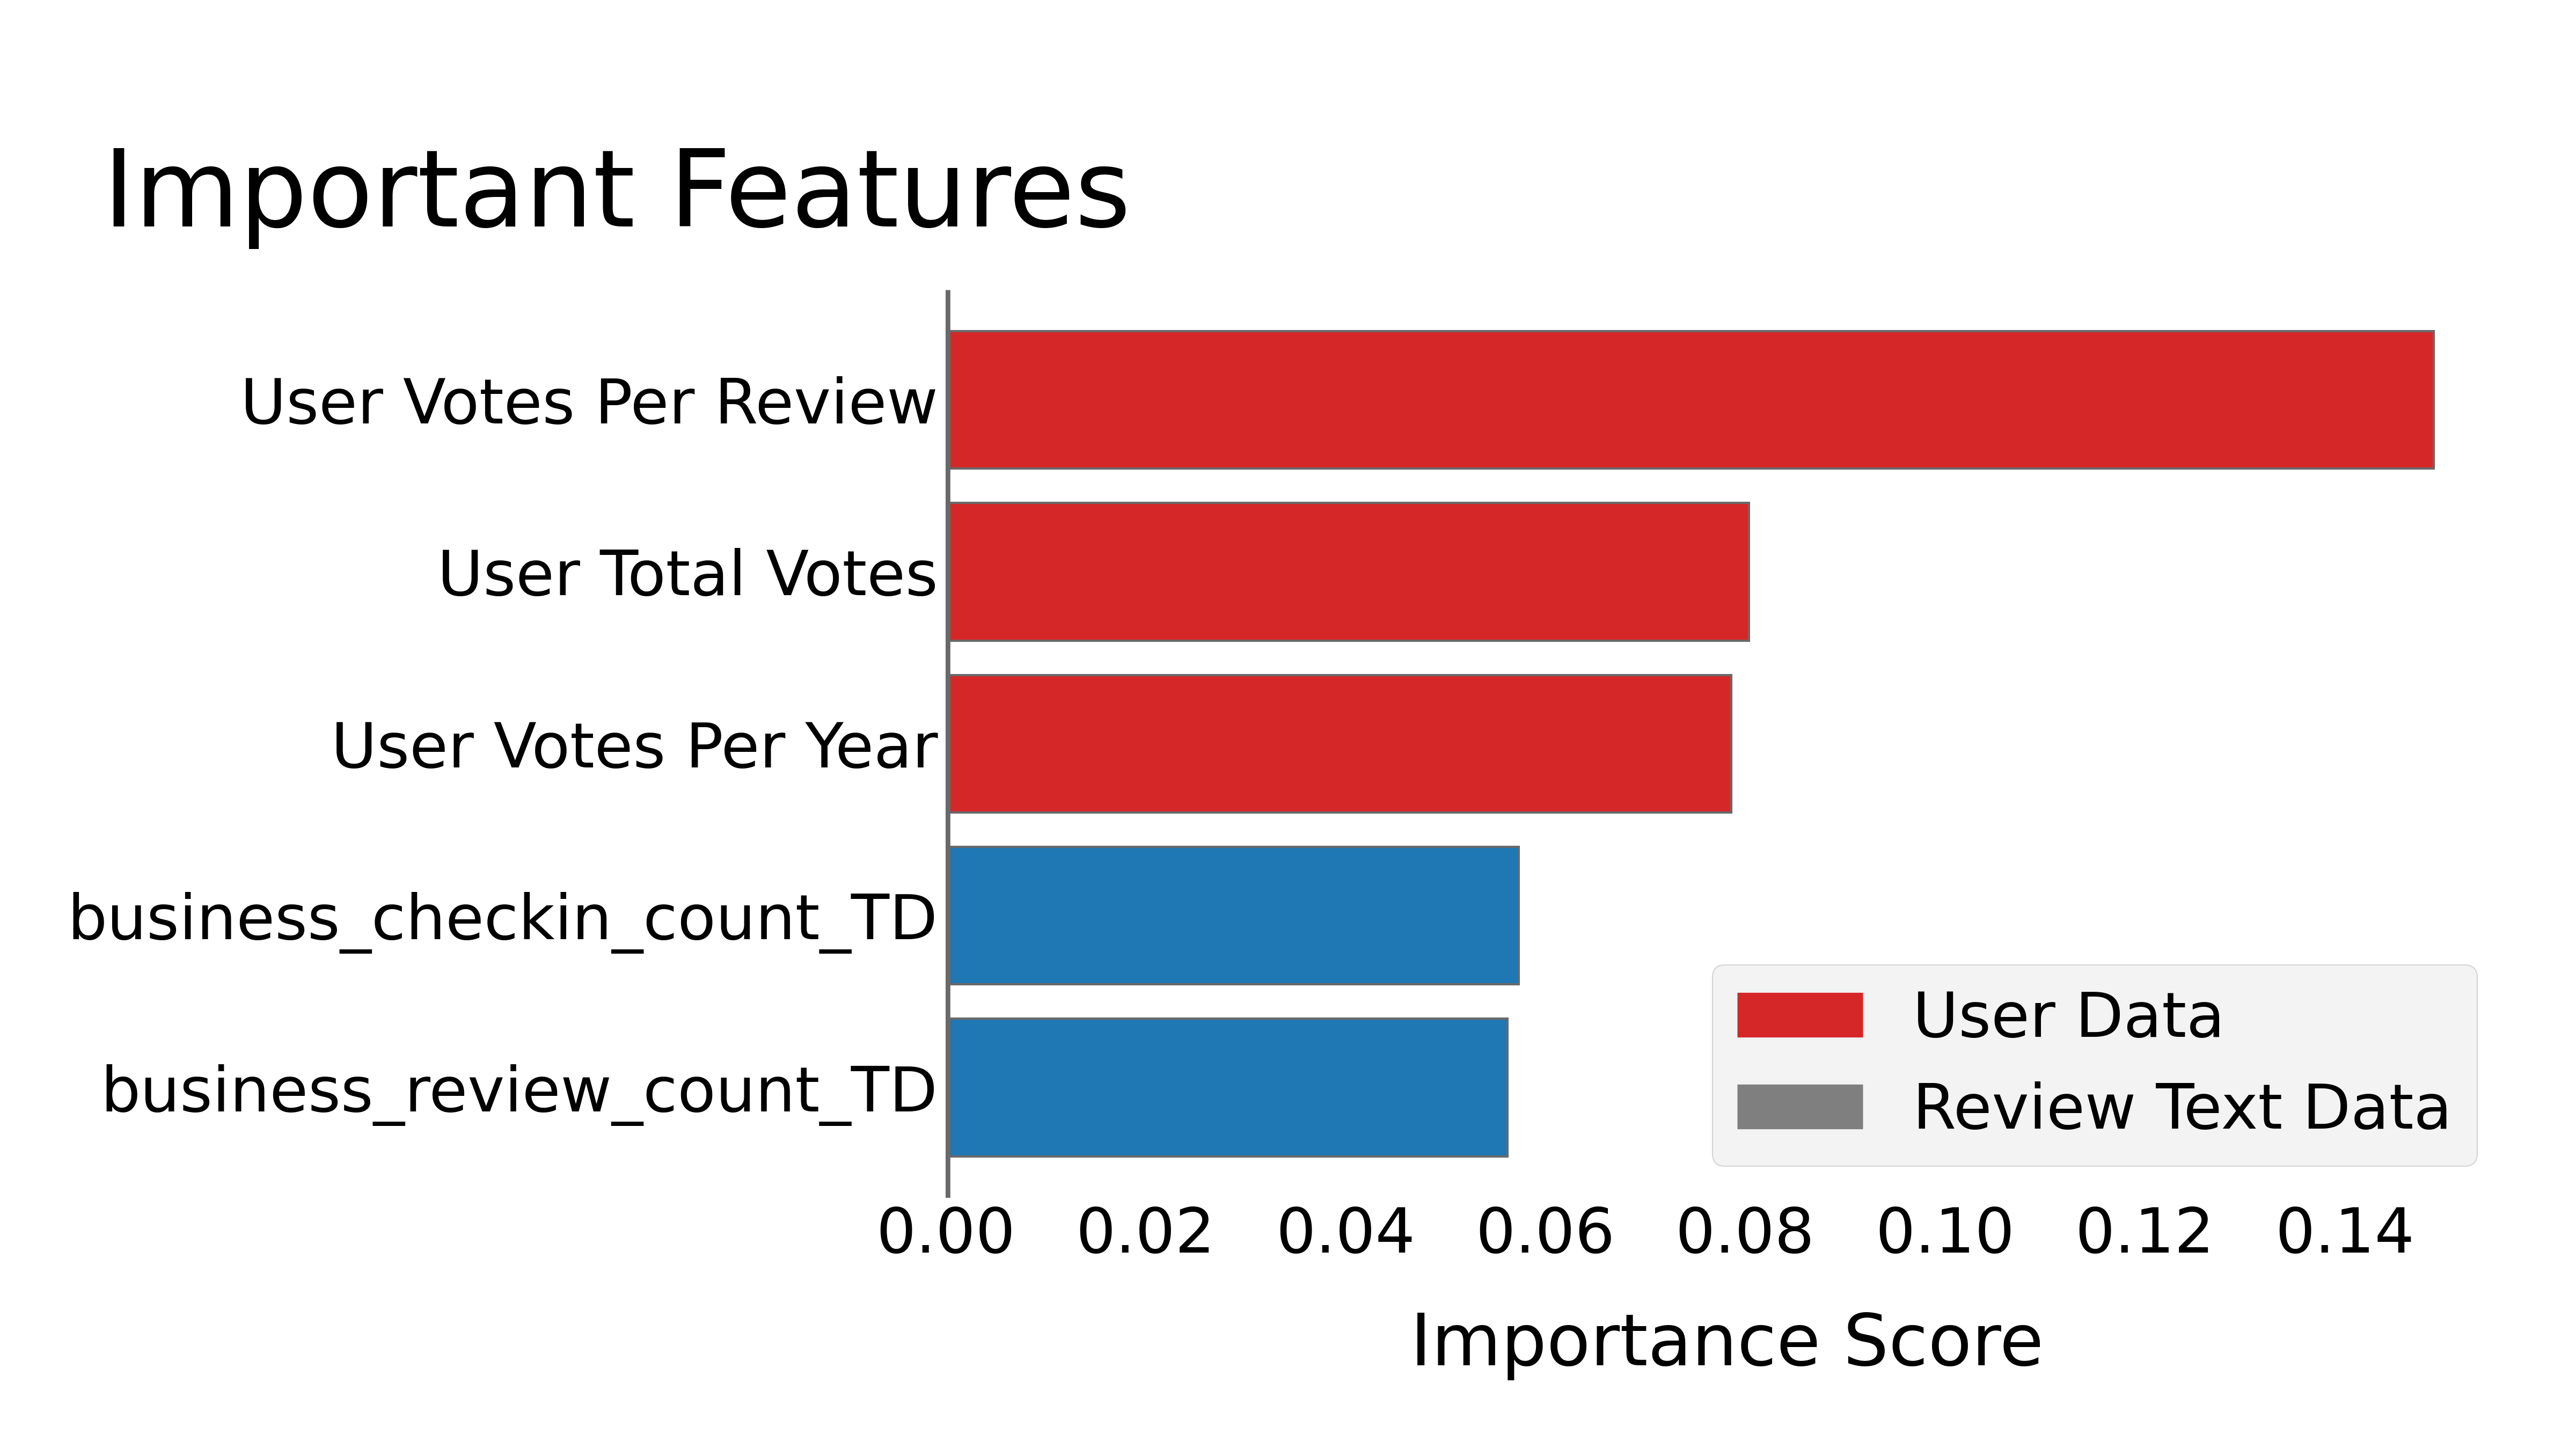 Important Features
User Votes Per Review
User Total Votes
User Votes Per Year
business_checkin_count_TD
business_review_count_TD
User Data
Review Text Data
0.00 0.02 0.04 0.06 0.08 0.10 0.12 0.14
Importance Score